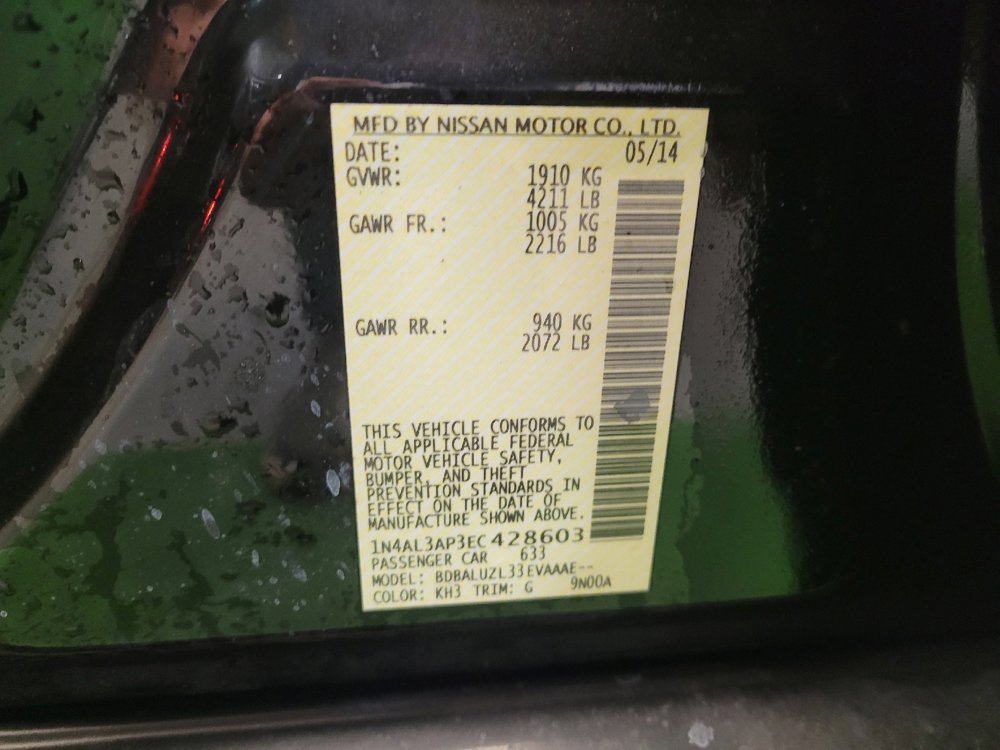 MFD BY NISSAN MOTOR CO., LTD.
DATE: 05/14
GVWR: 1910 KG
4211 LB
GAWR FR.: 1005 KG
2216 LB
GAWR RR.: 940 KG
2072 LB
THIS VEHICLE CONFORMS TO
ALL APPLICABLE FEDERAL
MOTOR VEHICLE SAFETY,
BUMPER, AND THEFT
PREVENTION STANDARDS IN
EFFECT ON THE DATE OF
MANUFACTURE SHOWN ABOVE.
1N4AL3AP3EC428603
PASSENGER CAR 633
MODEL: BDBALUZL33EVAAAE--
COLOR: KH3 TRIM: G 9N00A